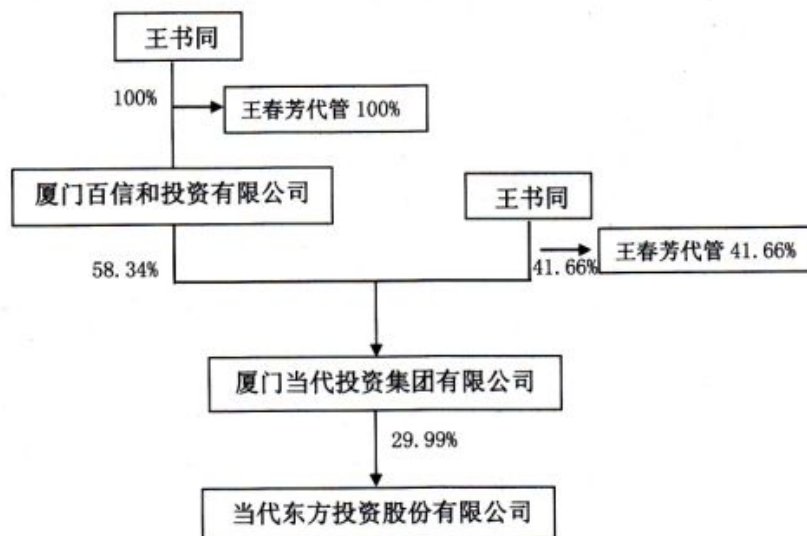 王书同
100%
王春芳代管 100%
厦门百信和投资有限公司
王书同
58.34%
41.66%
王春芳代管 41.66%
厦门当代投资集团有限公司
29.99%
当代东方投资股份有限公司